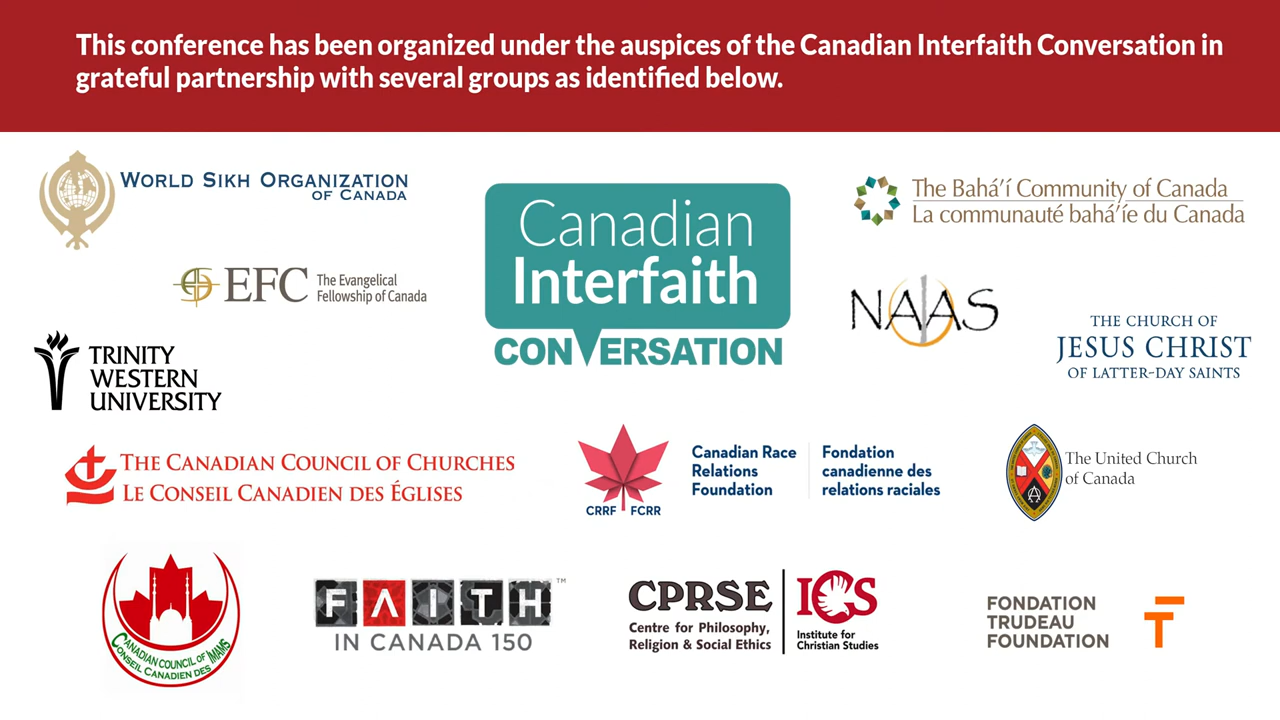 This conference has been organized under the auspices of the Canadian Interfaith Conversation in
grateful partnership with several groups as identified below.
WORLD SIKH ORGANIZATION
OF CANADA
Canadian
Interfaith
CONVERSATION
The Bahá'í Community of Canada
La communauté bahá'íe du Canada
EFC
The Evangelical
Fellowship of Canada
NAAS
THE CHURCH OF
JESUS CHRIST
OF LATTER-DAY SAINTS
TRINITY
WESTERN
UNIVERSITY
THE CANADIAN COUNCIL OF CHURCHES
LE CONSEIL CANADIEN DES ÉGLISES
CRRF FCRR
Canadian Race
Relations
Foundation
Fondation
canadienne des
relations raciales
The United Church
of Canada
CANADIAN COUNCIL OF IMAMS
CONSEIL CANADIEN DES
FAITH™
IN CANADA 150
CPRSE
Centre for Philosophy,
Religion & Social Ethics
ICS
Institute for
Christian Studies
FONDATION
TRUDEAU
FOUNDATION